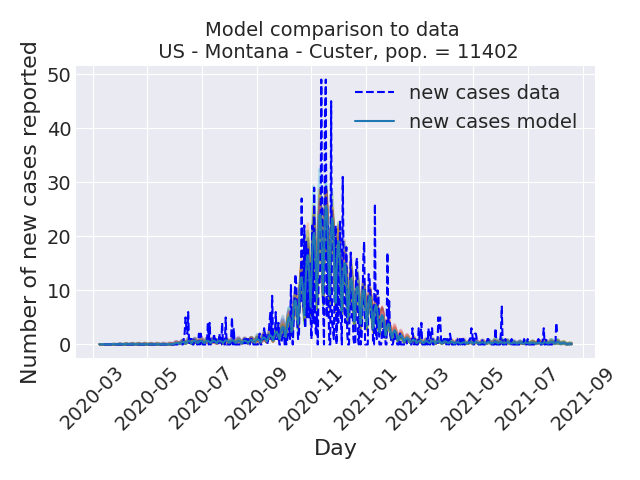 Model comparison to data
US - Montana - Custer, pop. = 11402
Number of new cases reported
50
40
30
20
10
0
new cases data
new cases model
2020-03
2020-05
2020-07
2020-09
2020-11
2021-01
2021-03
2021-05
2021-07
2021-09
Day